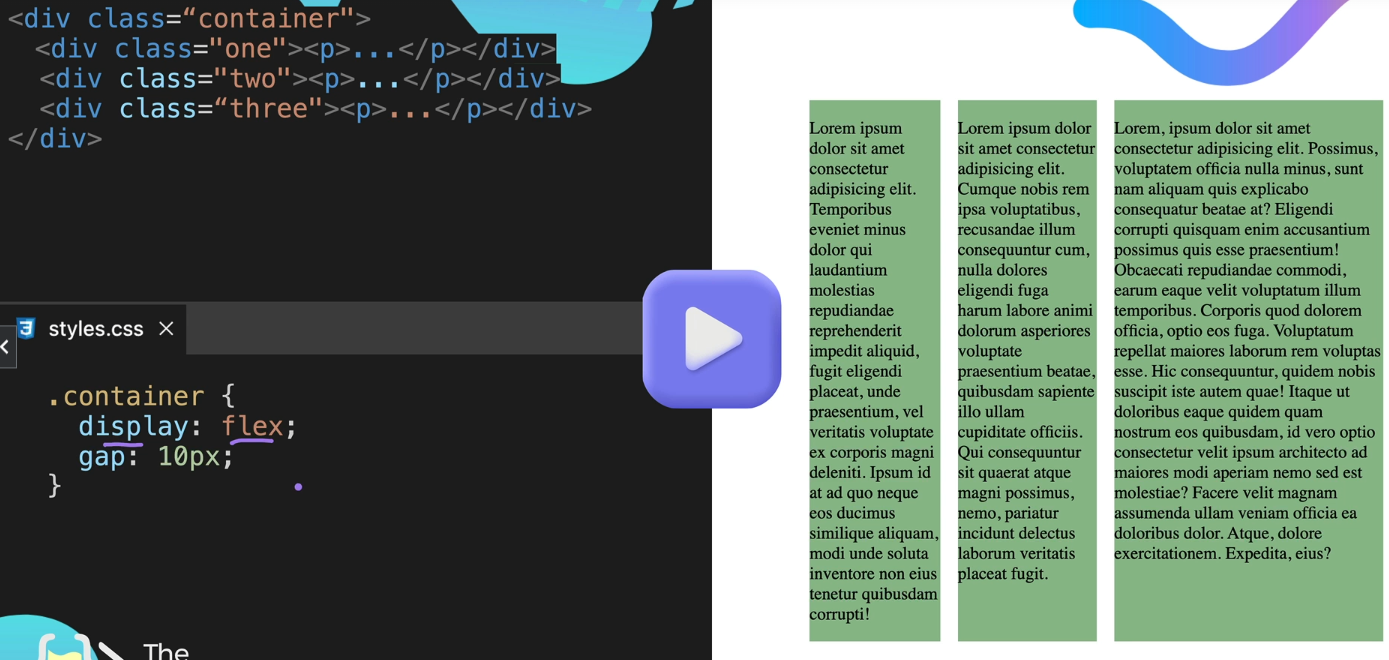 <div class=“container">
<div class="one"><p>...</p></div>
<div class="two"><p>...</p></div>
<div class=“three"><p>...</p></div>
</div>
styles.css
.container {
display: flex;
gap: 10px;
}
The
Lorem ipsum
dolor sit amet
consectetur
adipisicing elit.
Temporibus
eveniet minus
dolor qui
laudantium
molestias
repudiandae
reprehenderit
impedit aliquid,
fugit eligendi
placeat, unde
praesentium, vel
veritatis voluptate
ex corporis magni
deleniti. Ipsum id
at ad quo neque
eos ducimus
similique aliquam,
modi unde soluta
inventore non eius
tenetur quibusdam
corrupti!
Lorem ipsum dolor
sit amet consectetur
adipisicing elit.
Cumque nobis rem
ipsa voluptatibus,
recusandae illum
consequuntur cum,
nulla dolores
eligendi fuga
harum labore animi
dolorum asperiores
voluptate
praesentium beatae,
quibusdam sapiente
illo ullam
cupiditate officiis.
Qui consequuntur
sit quaerat atque
magni possimus,
nemo, pariatur
incidunt delectus
laborum veritatis
placeat fugit.
Lorem, ipsum dolor sit amet
consectetur adipisicing elit. Possimus,
voluptatem officia nulla minus, sunt
nam aliquam quis explicabo
consequatur beatae at? Eligendi
corrupti quisquam enim accusantium
possimus quis esse praesentium!
Obcaecati repudiandae commodi,
earum eaque velit voluptatum illum
temporibus. Corporis quod dolorem
officia, optio eos fuga. Voluptatum
repellat maiores laborum rem voluptas
esse. Hic consequuntur, quidem nobis
suscipit iste autem quae! Itaque ut
doloribus eaque quidem quam
nostrum eos quibusdam, id vero optio
consectetur velit ipsum architecto ad
maiores modi aperiam nemo sed est
molestiae? Facere velit magnam
assumenda ullam veniam officia ea
doloribus dolor. Atque, dolore
exercitationem. Expedita, eius?